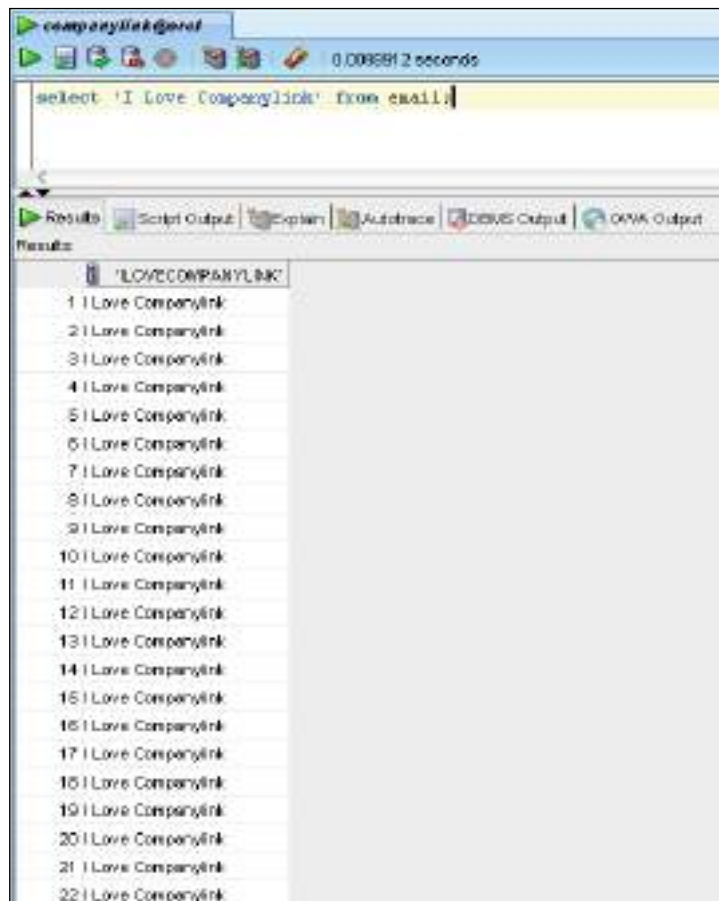 companylink@orcl
select 'I Love Companylink' from email;
Results Script Output Explain Autotrace DBMS Output OWA Output
Results:
'ILOVECOMPANYLINK'
1 I Love Companylink
2 I Love Companylink
3 I Love Companylink
4 I Love Companylink
5 I Love Companylink
6 I Love Companylink
7 I Love Companylink
8 I Love Companylink
9 I Love Companylink
10 I Love Companylink
11 I Love Companylink
12 I Love Companylink
13 I Love Companylink
14 I Love Companylink
15 I Love Companylink
16 I Love Companylink
17 I Love Companylink
18 I Love Companylink
19 I Love Companylink
20 I Love Companylink
21 I Love Companylink
22 I Love Companylink